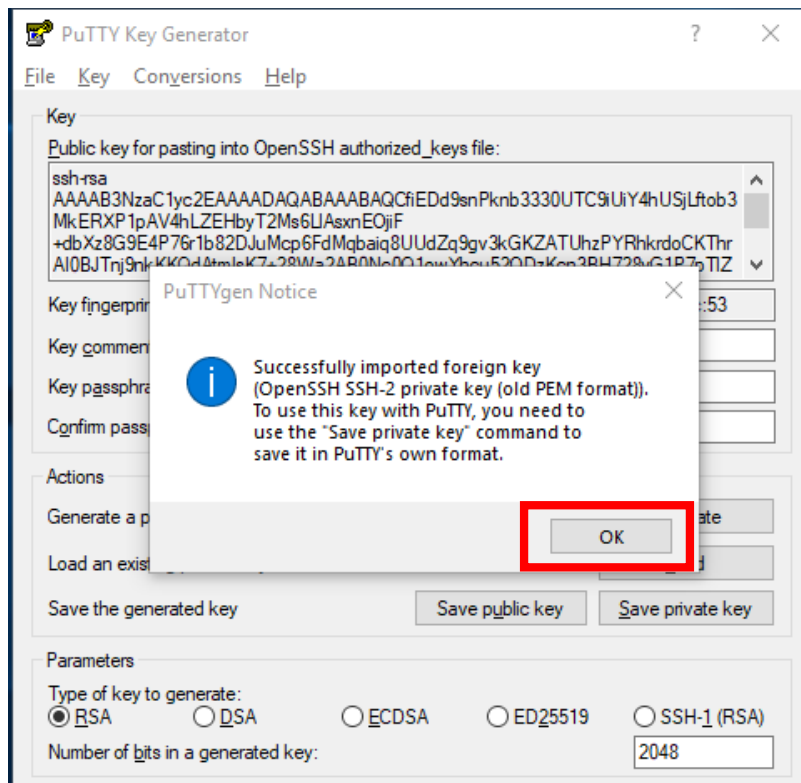 PuTTY Key Generator
File Key Conversions Help
Key
Public key for pasting into OpenSSH authorized_keys file:
ssh-rsa
AAAAB3NzaC1yc2EAAAADAQABAAABAQCfiEDd9snPknb3330UTC9iUiY4hUSjLftob3
MkERXP1pAV4hLZEHbyT2Ms6LlAsxnEOjiF
+dbXz8G9E4P76r1b82DJuMcp6FdMqbaiq8UUdZq9gv3kGKZATUhzPYRhkrdoCKThr
PuTTYgen Notice
Key fingerprin :53
Key commen
Successfully imported foreign key
(OpenSSH SSH-2 private key (old PEM format)).
To use this key with PuTTY, you need to
use the "Save private key" command to
save it in PuTTY's own format.
Key passphra
Confirm pass
Actions
OK
Generate a p ate
Load an exist
Save the generated key Save public key Save private key
Parameters
Type of key to generate:
RSA DSA ECDSA ED25519 SSH-1 (RSA)
Number of bits in a generated key: 2048